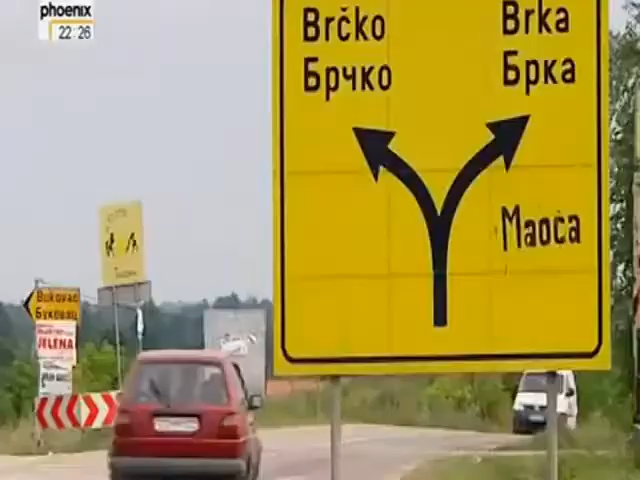 phoenix
22:26
Brčko
Брчко
Brka
Брка
Maoča
Bukovac
Буковац
JELENA